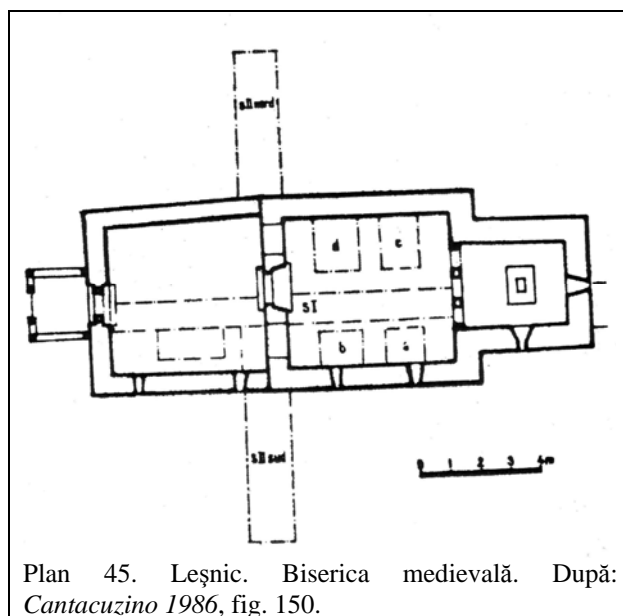 s.II nord
d c
S I
b a
s.II sud
0 1 2 3 4m
Plan 45. Leşnic. Biserica medievală. După:
Cantacuzino 1986, fig. 150.